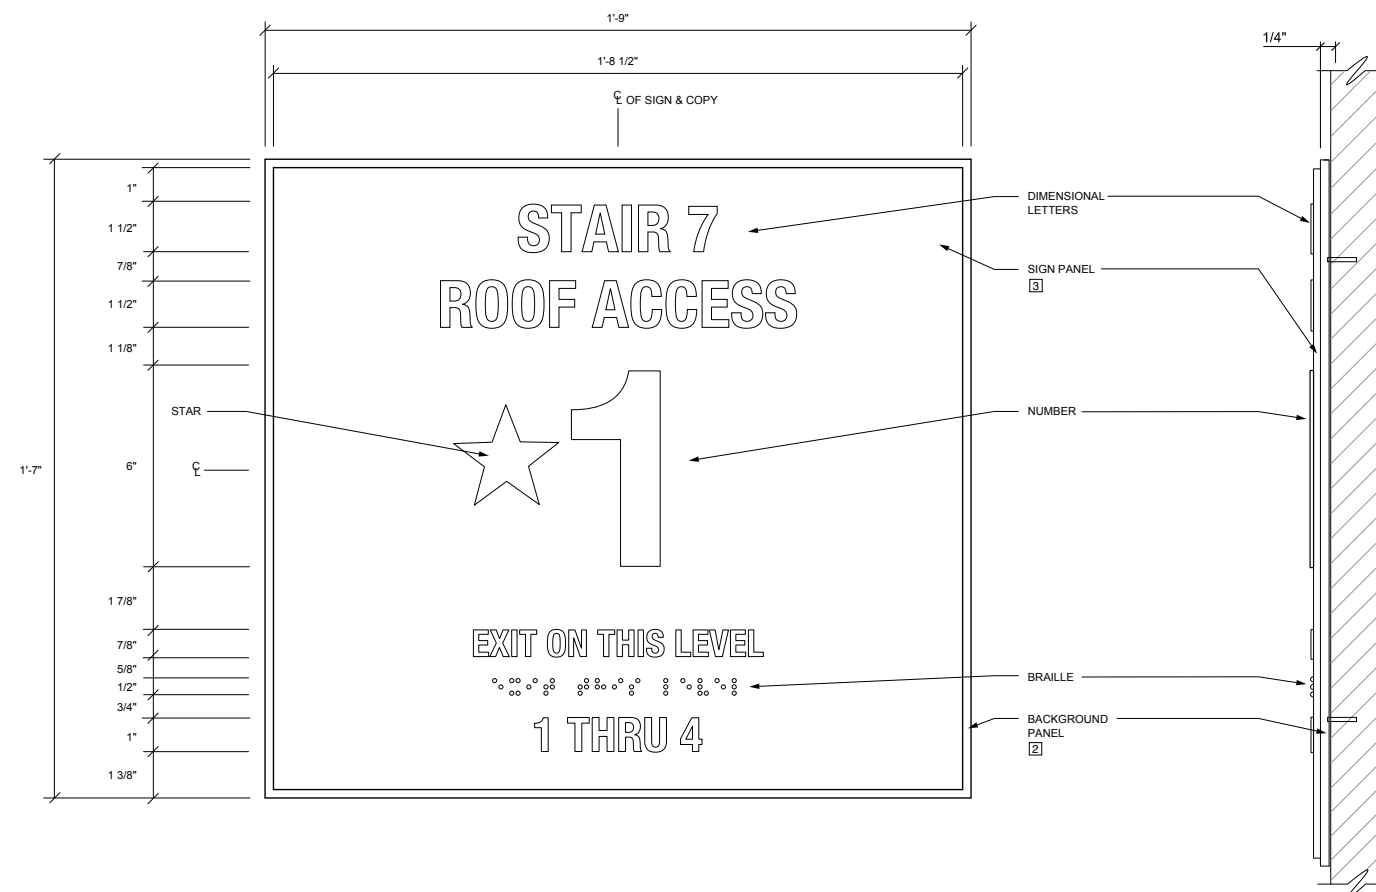 1'-9"
1'-8 1/2"
℄ OF SIGN & COPY
1/4"
1"
1 1/2"
7/8"
1 1/2"
1 1/8"
6"
1 7/8"
7/8"
5/8"
1/2"
3/4"
1"
1 3/8"
1'-7"
STAR
℄
STAIR 7
ROOF ACCESS
1
EXIT ON THIS LEVEL
1 THRU 4
DIMENSIONAL
LETTERS
SIGN PANEL
3
NUMBER
BRAILLE
BACKGROUND
PANEL
2